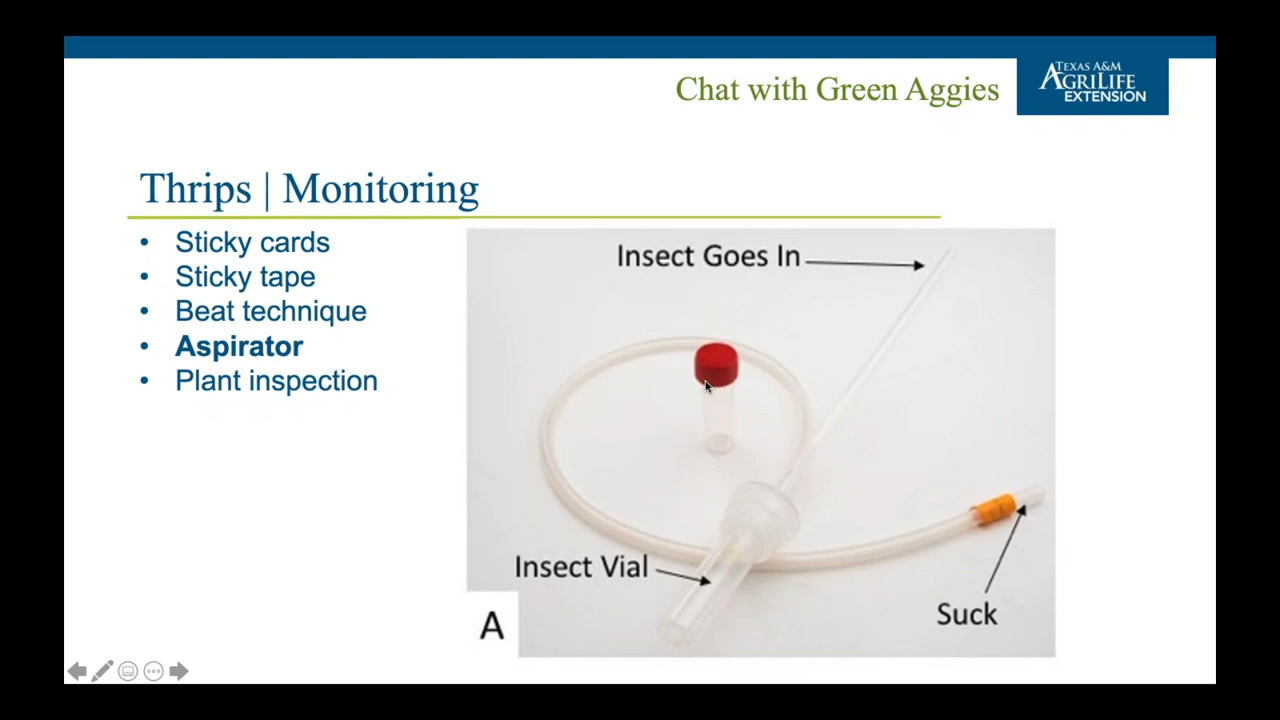 Chat with Green Aggies
TEXAS A&M
AGRILIFE
EXTENSION
Thrips | Monitoring
• Sticky cards
• Sticky tape
• Beat technique
• Aspirator
• Plant inspection
Insect Goes In
Insect Vial
Suck
A